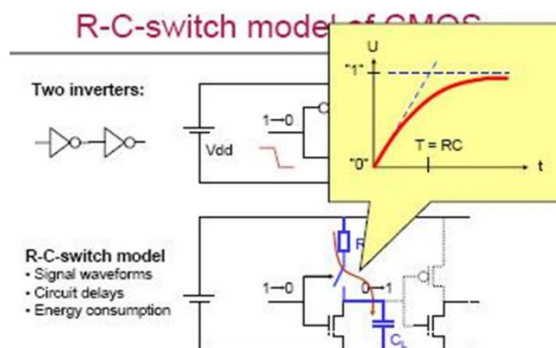 R-C-switch model of CMOS
U
"1"
Two inverters:
1→0
Vdd
T = RC
"0"
t
R-C-switch model
• Signal waveforms
• Circuit delays
• Energy consumption
R
1→0
0→1
CL